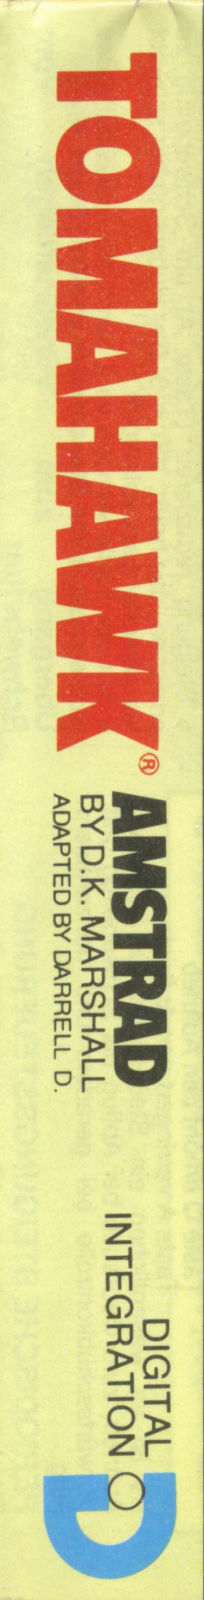 TOMAHAWK®
AMSTRAD
BY D.K. MARSHALL
ADAPTED BY DARRELL D.
DIGITAL
INTEGRATION